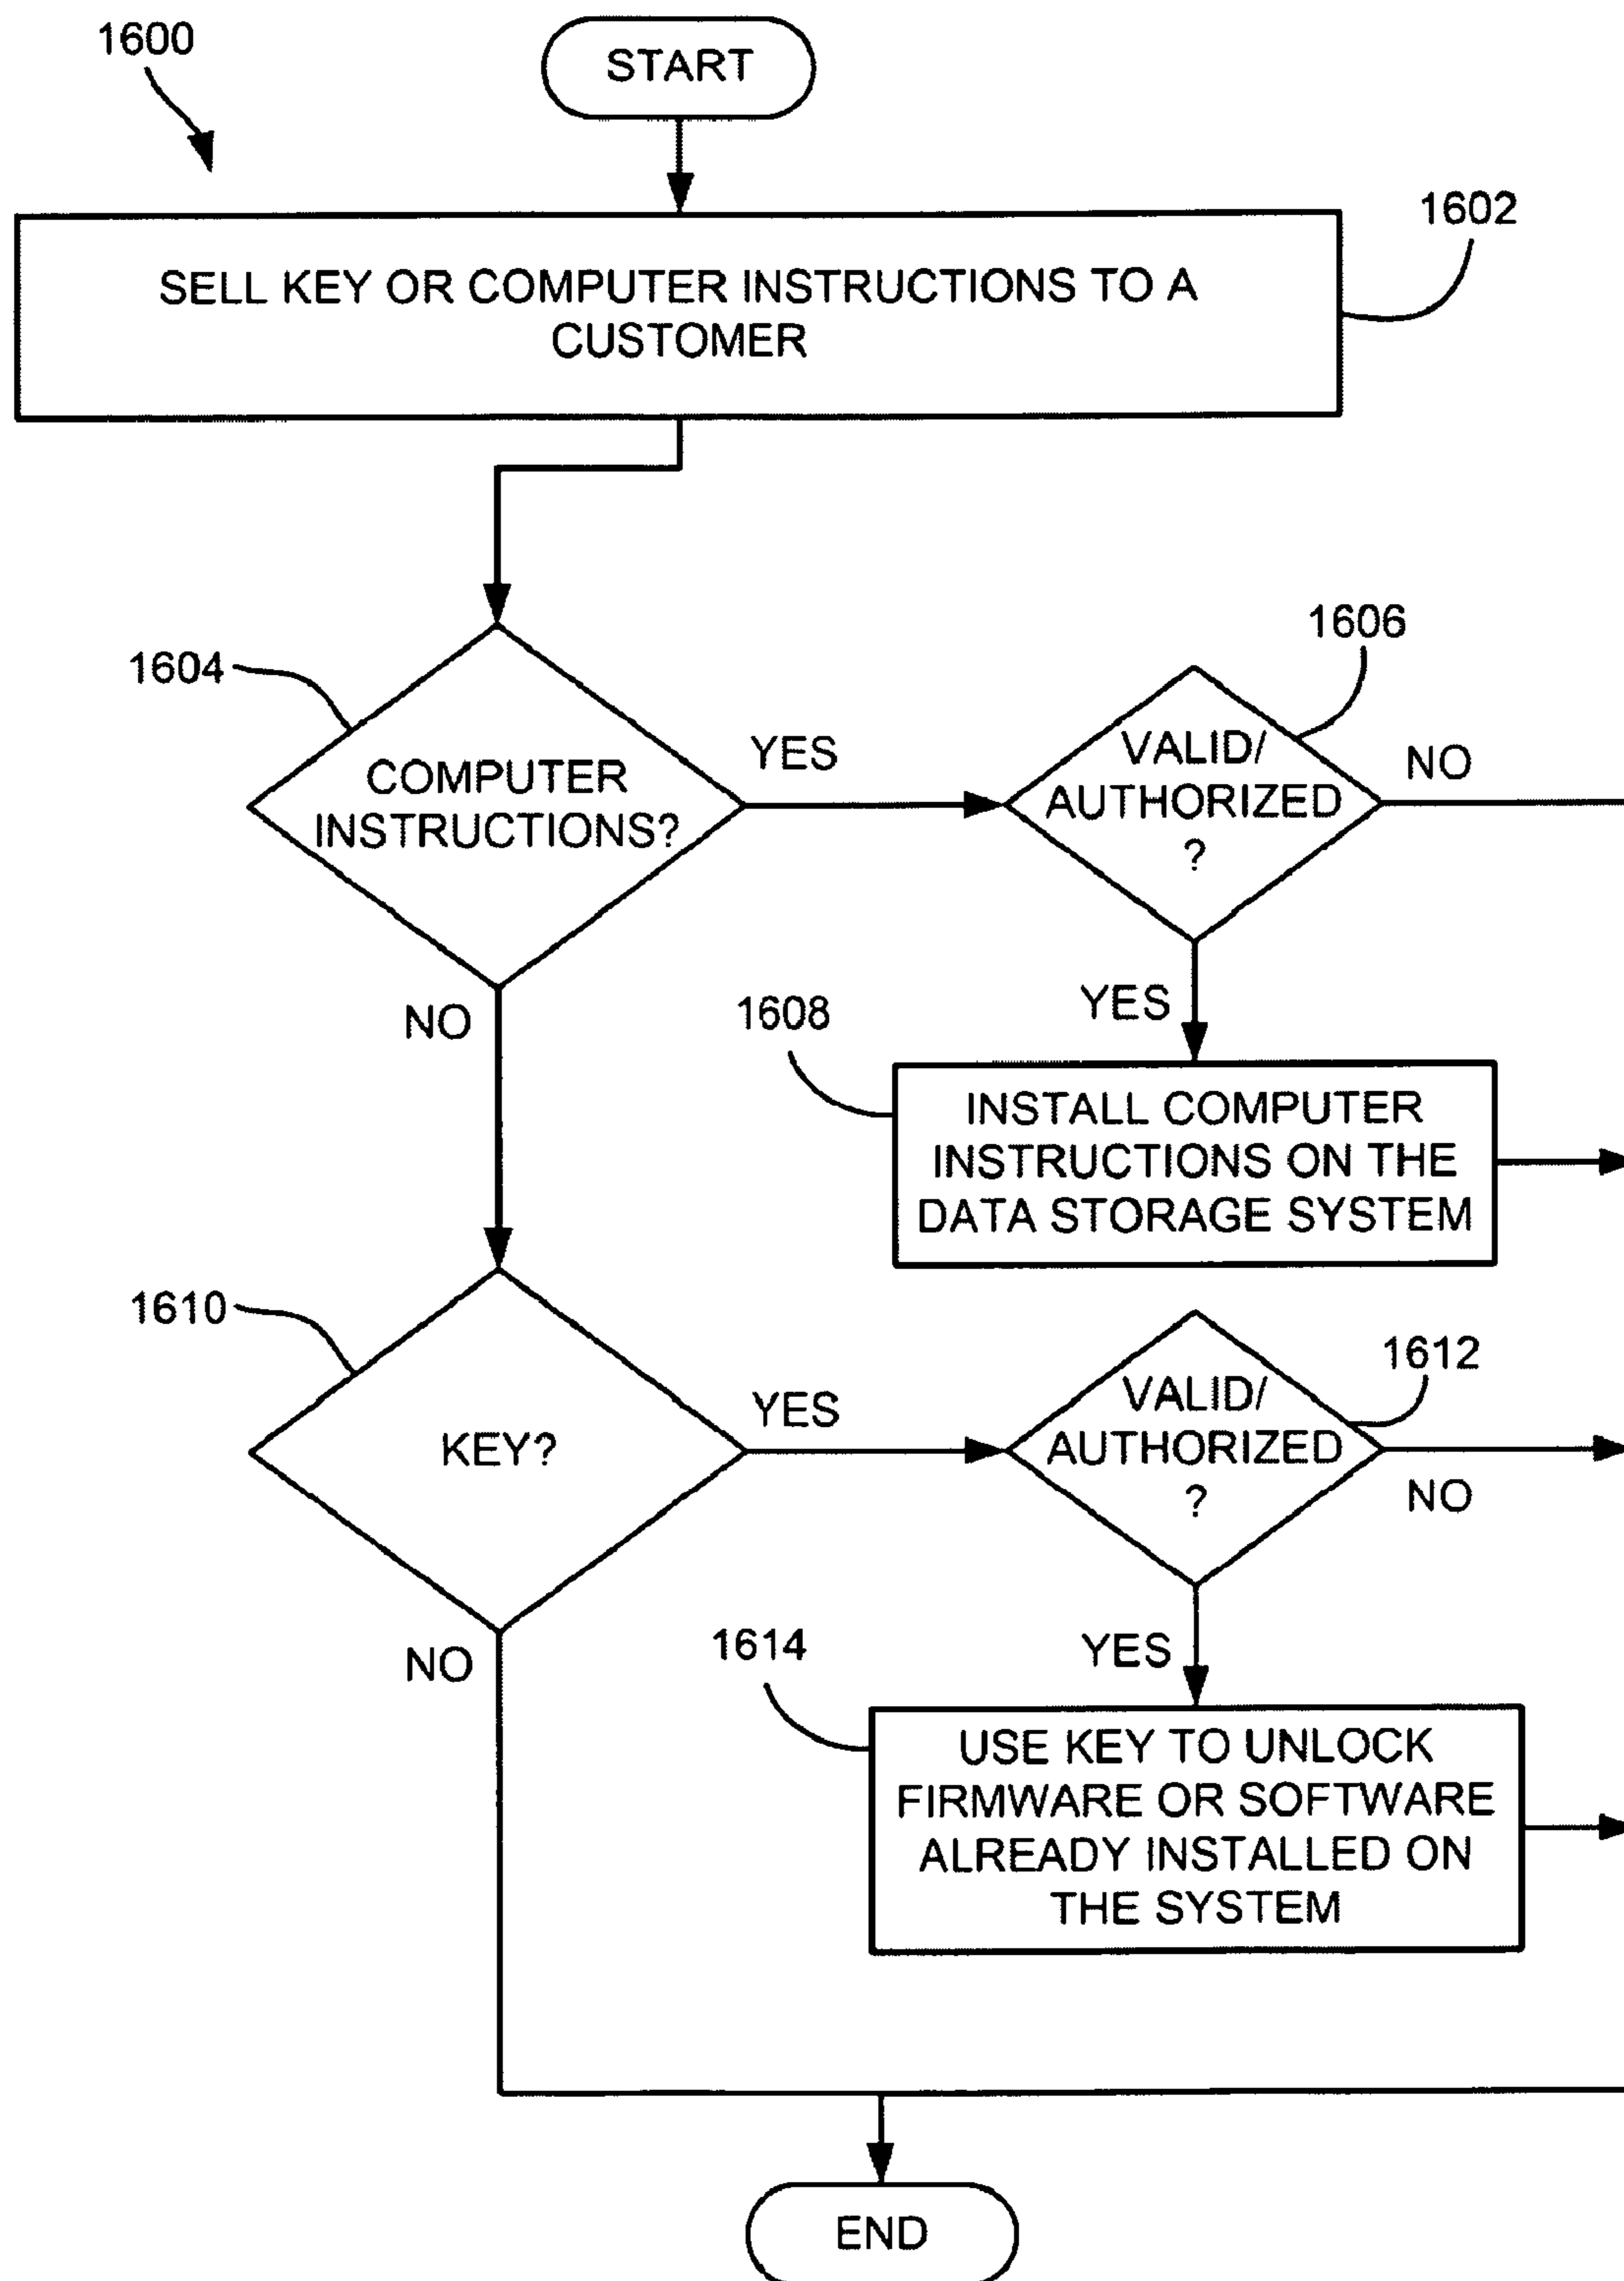 1600
START
1602
SELL KEY OR COMPUTER INSTRUCTIONS TO A
CUSTOMER
1604
COMPUTER
INSTRUCTIONS?
YES
1606
VALID/
AUTHORIZED
?
NO
NO
YES
1608
INSTALL COMPUTER
INSTRUCTIONS ON THE
DATA STORAGE SYSTEM
1610
KEY?
YES
1612
VALID/
AUTHORIZED
?
NO
NO
YES
1614
USE KEY TO UNLOCK
FIRMWARE OR SOFTWARE
ALREADY INSTALLED ON
THE SYSTEM
END